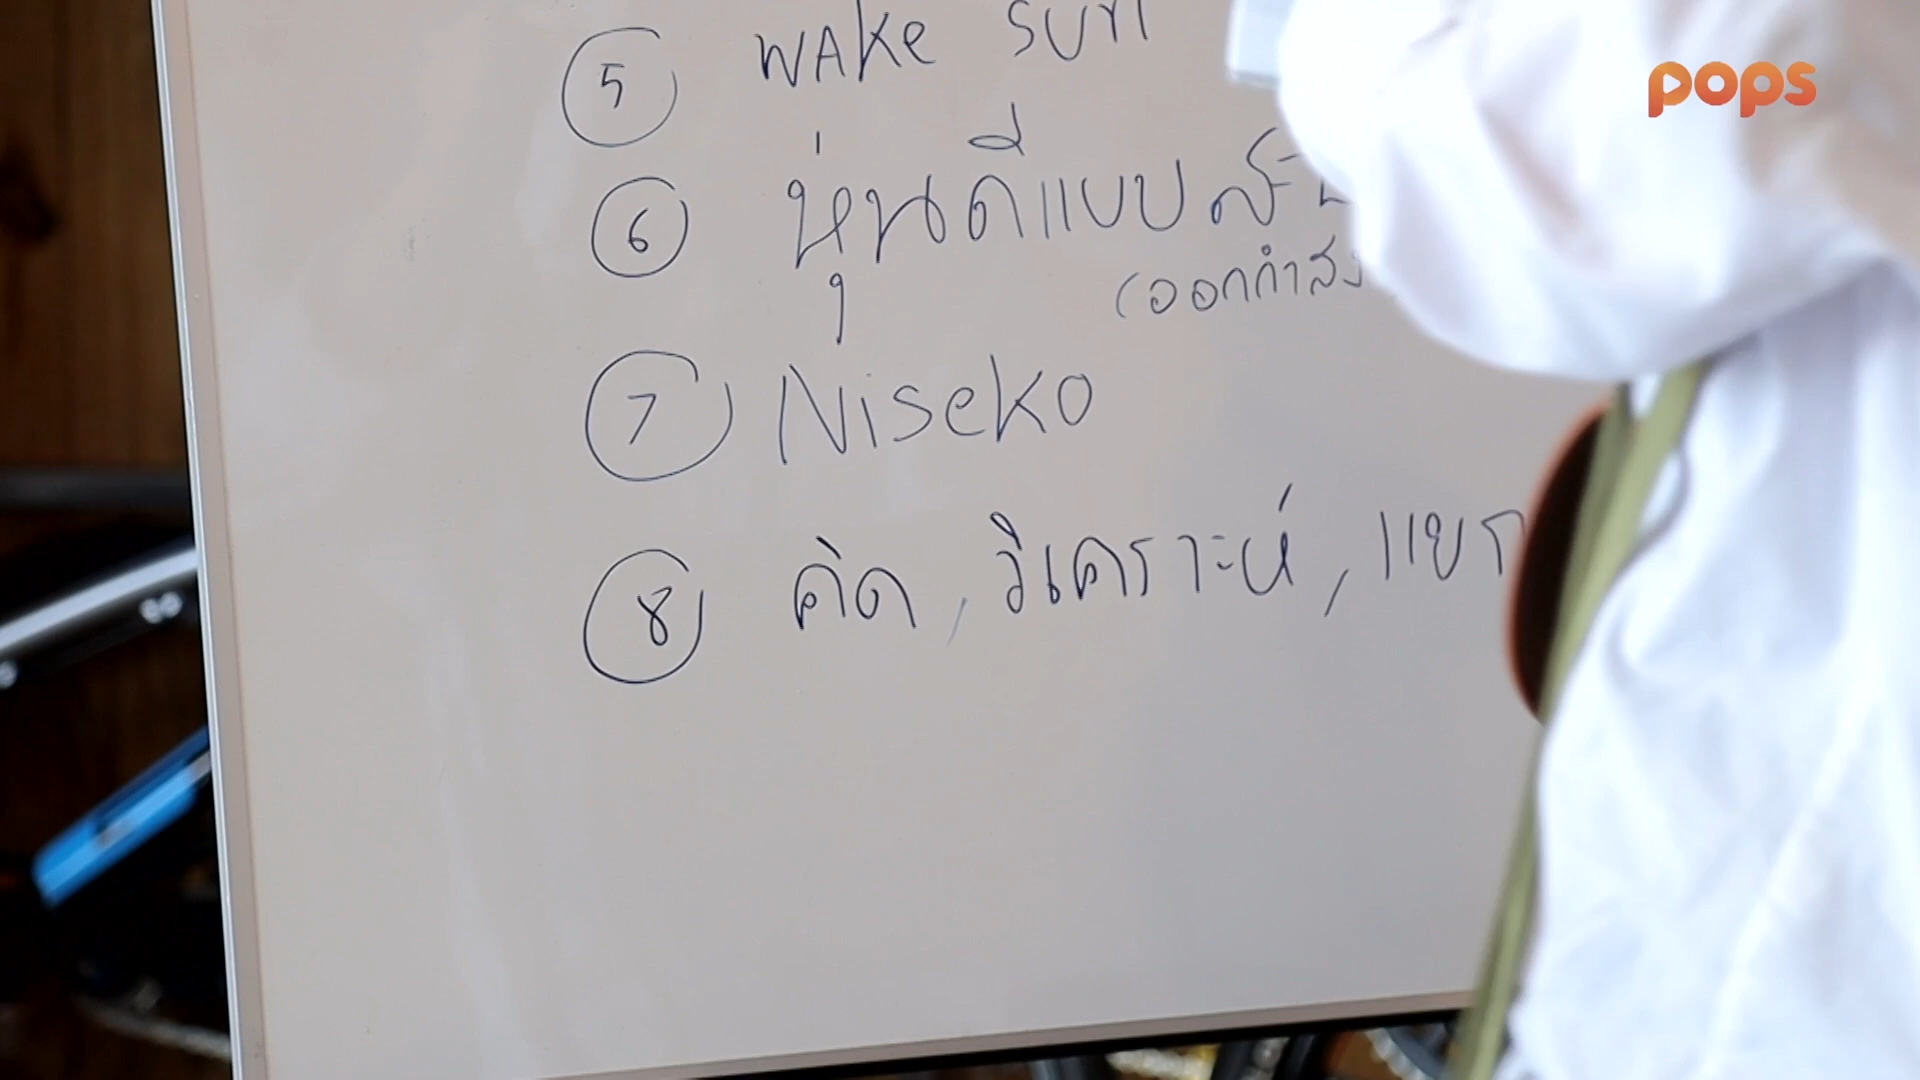 pops
5 WAKE
6 หุ่นดีแบบ
(ออกกำลัง
7 Niseko
8 คิด, วิเคราะห์, แยก